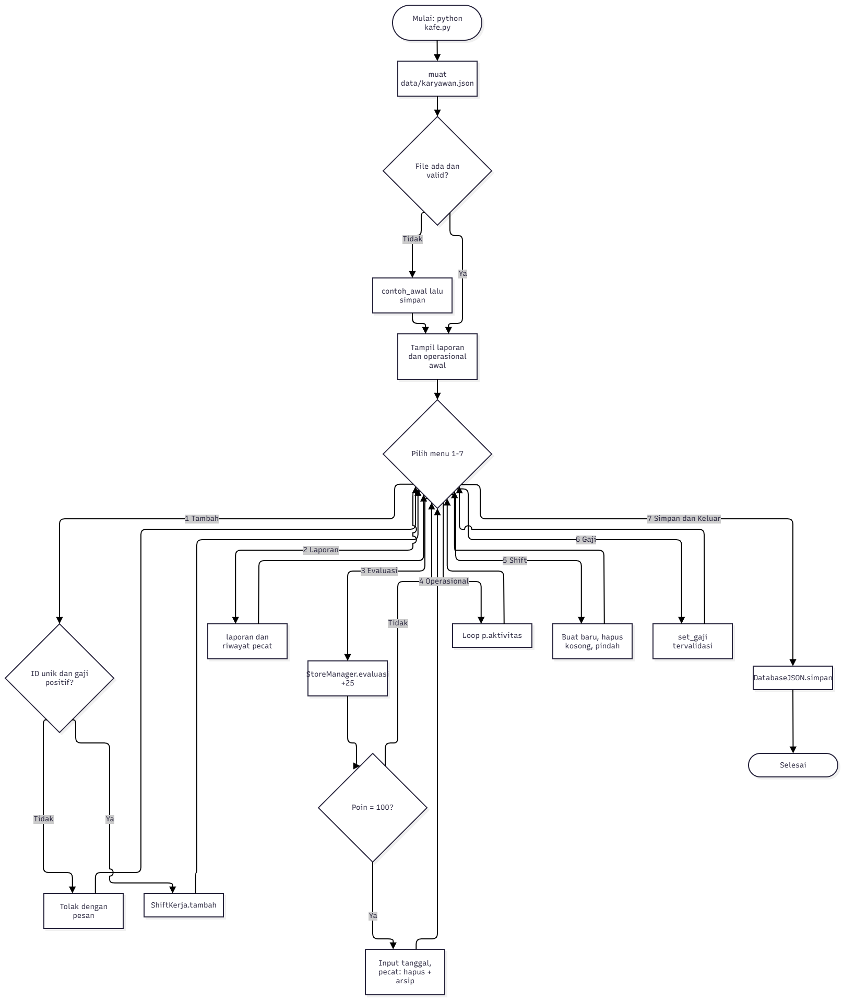 Mulai: python
kafe.py
muat
data/karyawan.json
File ada dan
valid?
Tidak
Ya
contoh_awal lalu
simpan
Tampil laporan
dan operasional
awal
Pilih menu 1-7
1 Tambah
7 Simpan dan Keluar
6 Gaji
2 Laporan
5 Shift
3 Evaluasi
4 Operasional
Tidak
laporan dan
riwayat pecat
Loop p.aktivitas
Buat baru, hapus
kosong, pindah
set_gaji
tervalidasi
ID unik dan gaji
positif?
StoreManager.evaluasi
+25
DatabaseJSON.simpan
Selesai
Poin = 100?
Tidak
Ya
Tolak dengan
pesan
ShiftKerja.tambah
Ya
Input tanggal,
pecat: hapus +
arsip